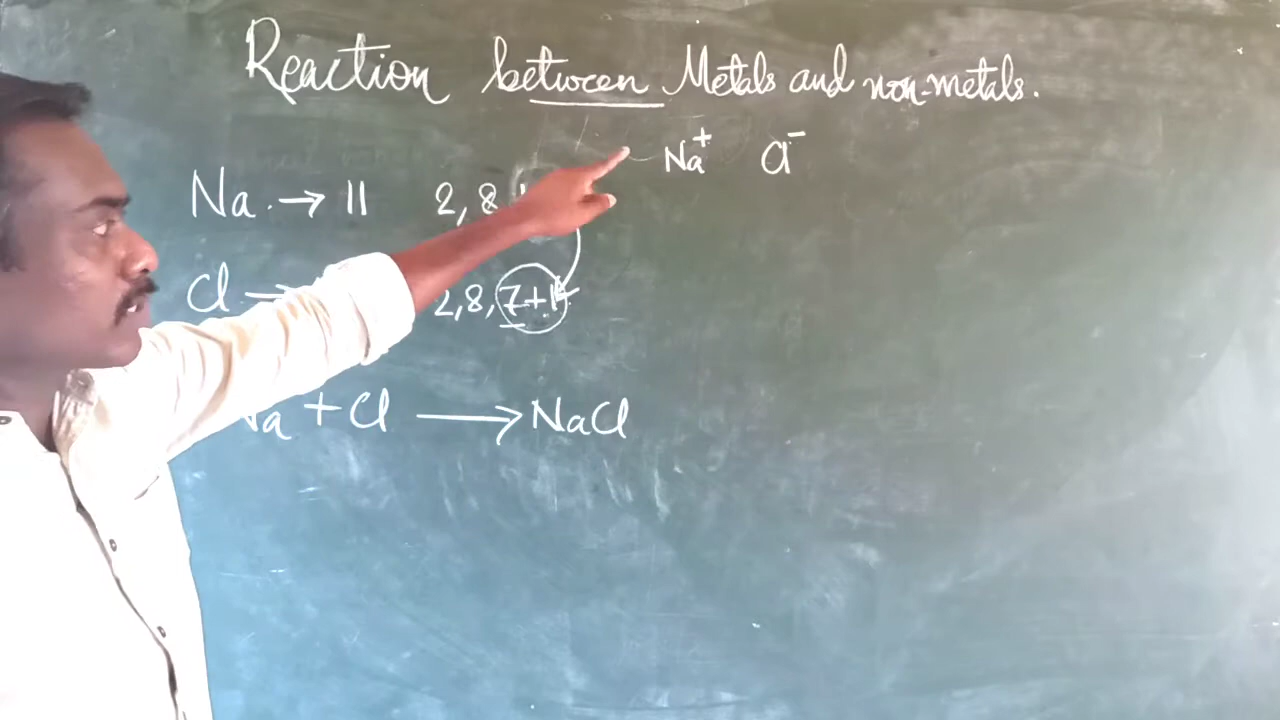 Reaction between Metals and non-metals.
Na⁺ Cl⁻
Na → 11 2, 8
Cl → 2, 8, 7+1
Na + Cl → NaCl